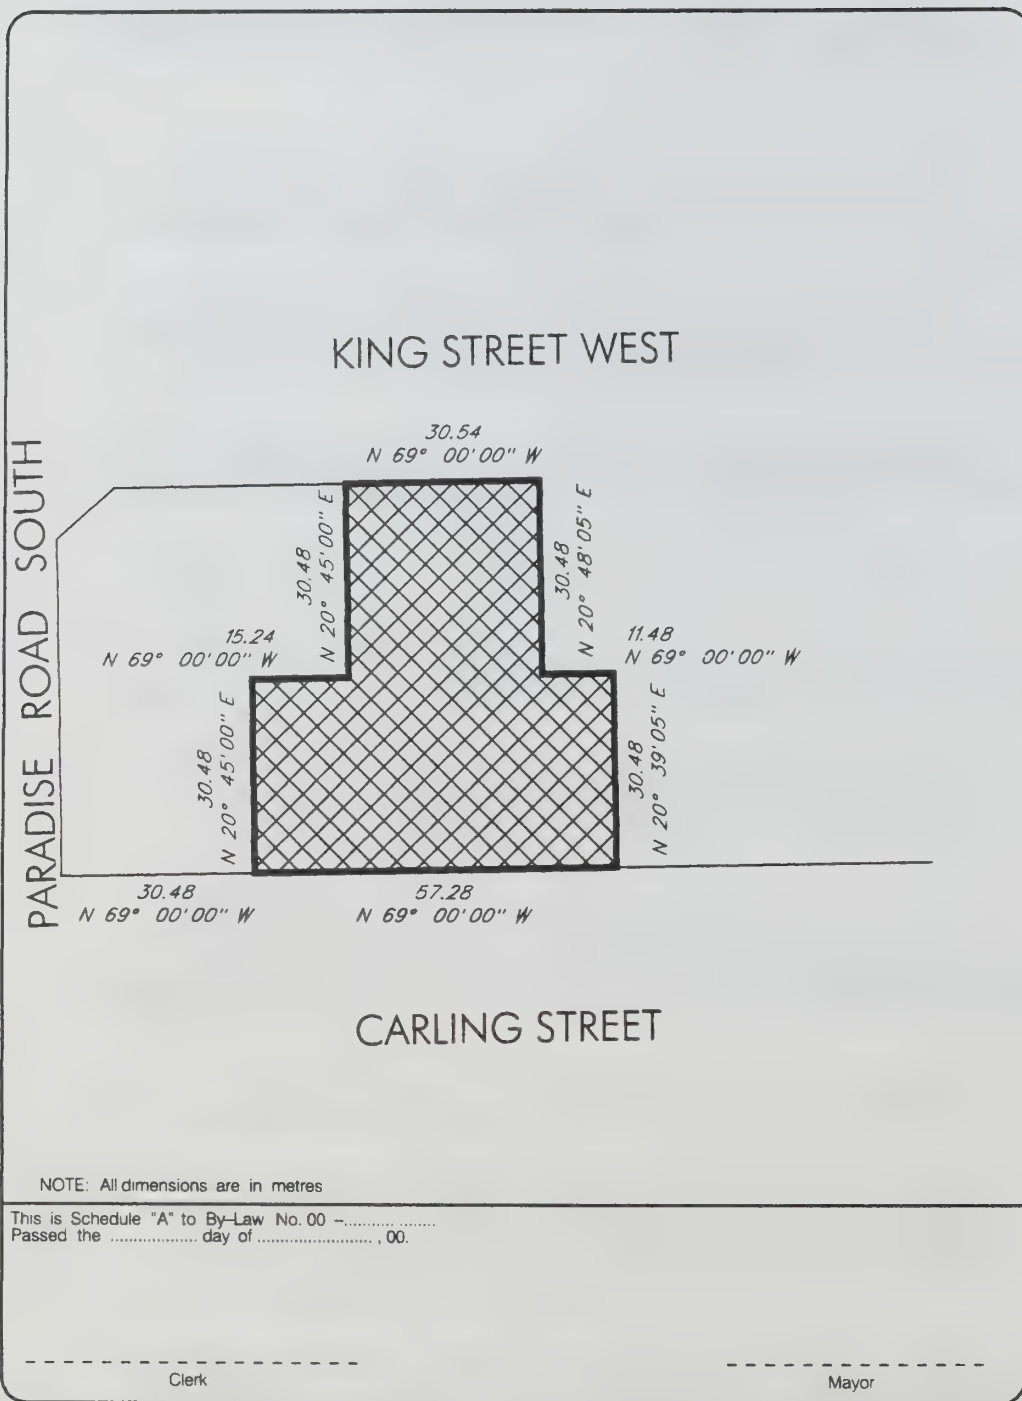 KING STREET WEST
PARADISE ROAD SOUTH
30.54
N 69° 00'00" W
30.48
N 20° 45'00" E
30.48
N 20° 48'05" E
15.24
N 69° 00'00" W
11.48
N 69° 00'00" W
30.48
N 20° 45'00" E
30.48
N 20° 39'05" E
30.48
N 69° 00'00" W
57.28
N 69° 00'00" W
CARLING STREET
NOTE: All dimensions are in metres
This is Schedule "A" to By-Law No. 00 -....................
Passed the .................. day of ........................ , 00.
Clerk
Mayor